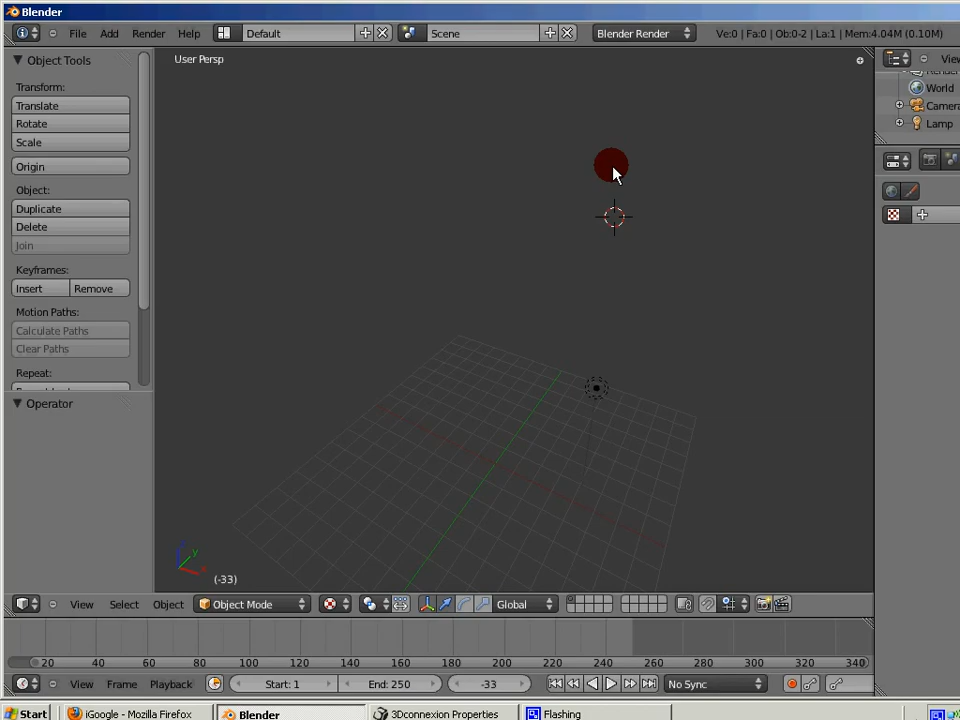 Blender
File Add Render Help Default Scene Blender Render Ve:0 | Fa:0 | Ob:0-2 | La:1 | Mem:4.04M (0.10M)
Object Tools
User Persp
Transform:
Translate
Rotate
Scale
Origin
Object:
Duplicate
Delete
Join
Keyframes:
Insert Remove
Motion Paths:
Calculate Paths
Clear Paths
Repeat:
Operator
World
Camera
Lamp
z
y
x
(-33)
View Select Object Object Mode Global
20 40 60 80 100 120 140 160 180 200 220 240 260 280 300 320 340
View Frame Playback Start: 1 End: 250 -33 No Sync
Start iGoogle - Mozilla Firefox Blender 3Dconnexion Properties Flashing